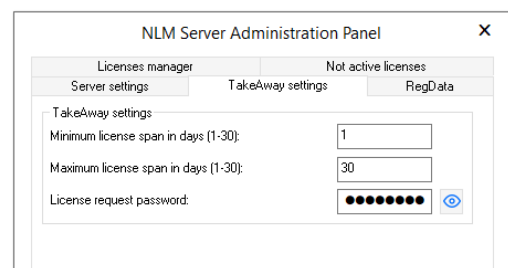 NLM Server Administration Panel
Licenses manager
Not active licenses
Server settings
TakeAway settings
RegData
TakeAway settings
Minimum license span in days (1-30):
1
Maximum license span in days (1-30):
30
License request password:
●●●●●●●●